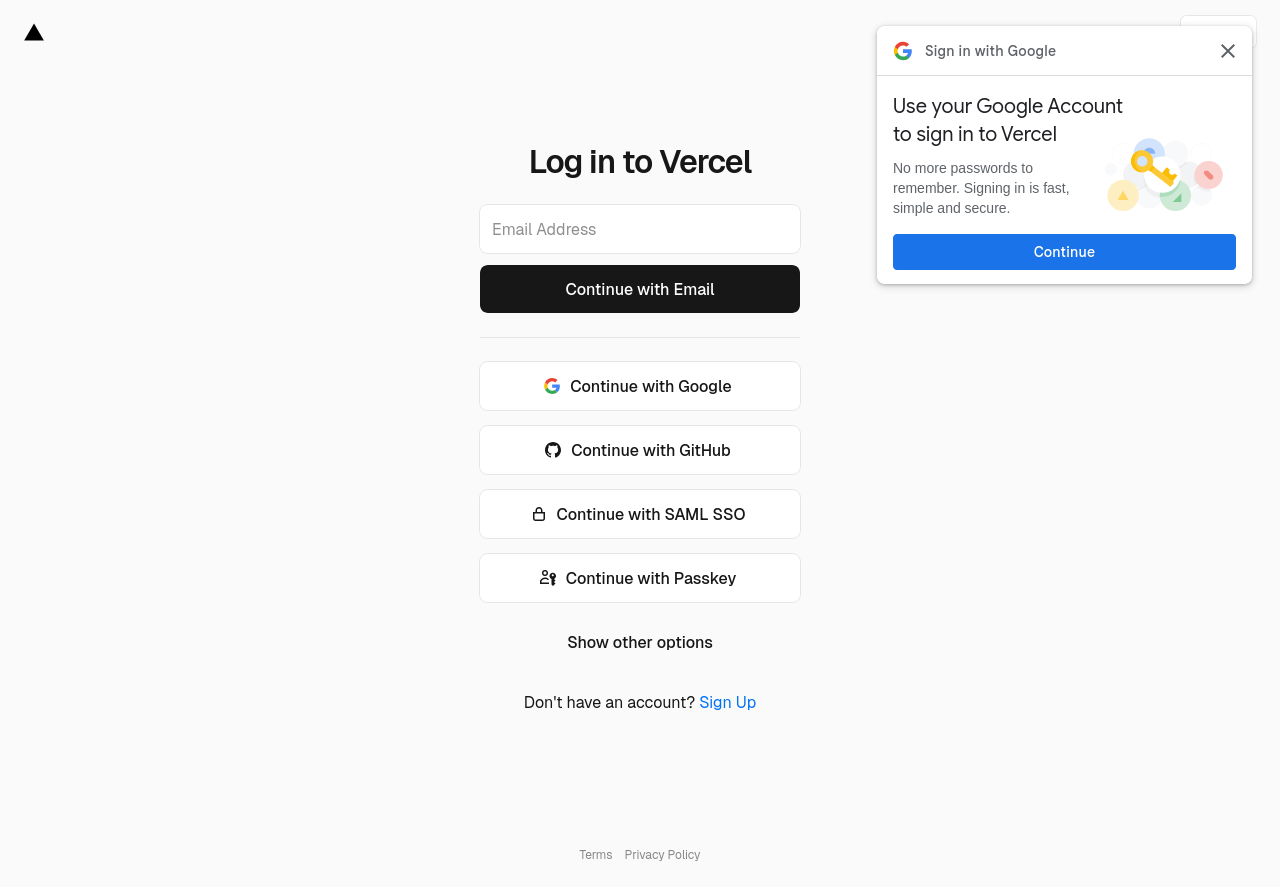 Sign in with Google
Use your Google Account
to sign in to Vercel
No more passwords to
remember. Signing in is fast,
simple and secure.
Continue
Log in to Vercel
Email Address
Continue with Email
Continue with Google
Continue with GitHub
Continue with SAML SSO
Continue with Passkey
Show other options
Don't have an account? Sign Up
Terms Privacy Policy